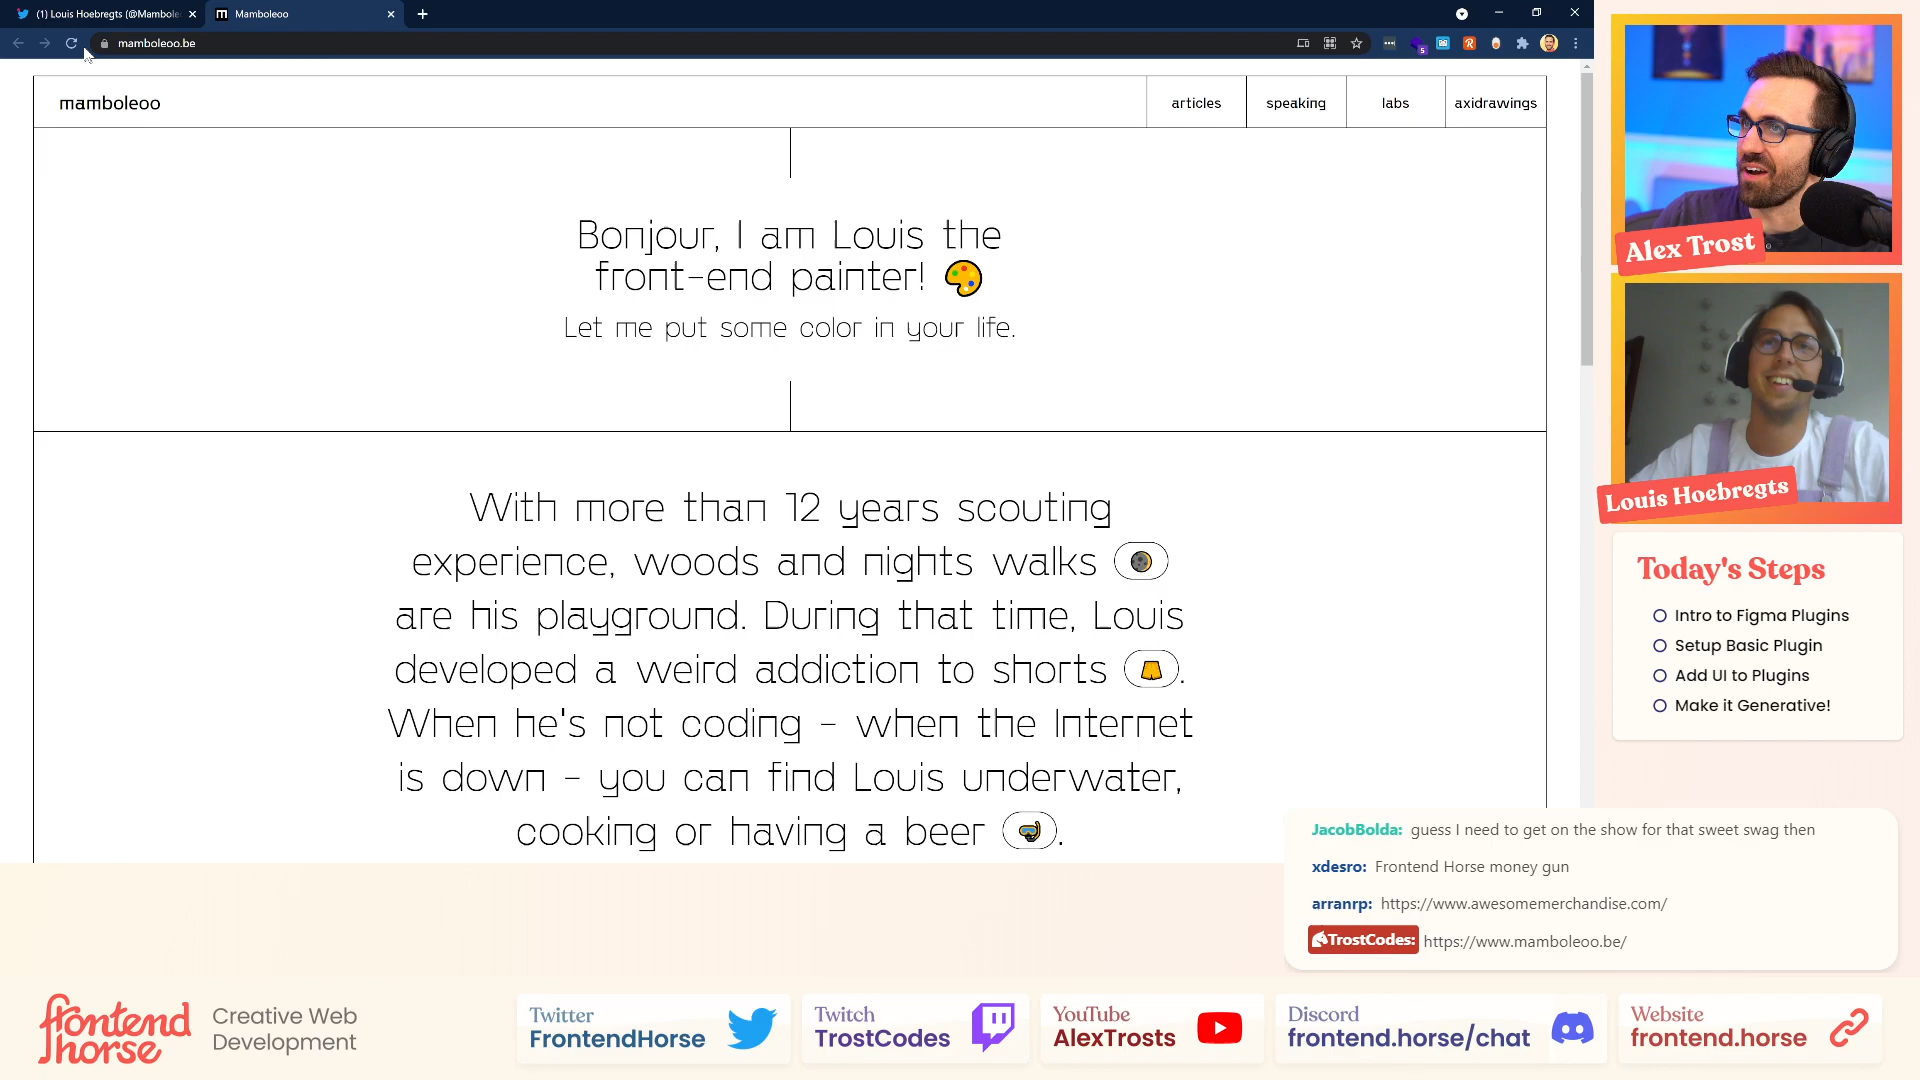 (1) Louis Hoebregts (@Mambole
Mamboleoo
mamboleoo.be
mamboleoo
articles
speaking
labs
axidrawings
Bonjour, I am Louis the
front-end painter!
Let me put some color in your life.
With more than 12 years scouting
experience, woods and nights walks
are his playground. During that time, Louis
developed a weird addiction to shorts .
When he's not coding - when the Internet
is down - you can find Louis underwater,
cooking or having a beer .
Alex Trost
Louis Hoebregts
Today's Steps
Intro to Figma Plugins
Setup Basic Plugin
Add UI to Plugins
Make it Generative!
JacobBolda: guess I need to get on the show for that sweet swag then
xdesro: Frontend Horse money gun
arranrp: https://www.awesomemerchandise.com/
TrostCodes: https://www.mamboleoo.be/
frontend
horse
Creative Web
Development
Twitter
FrontendHorse
Twitch
TrostCodes
YouTube
AlexTrosts
Discord
frontend.horse/chat
Website
frontend.horse